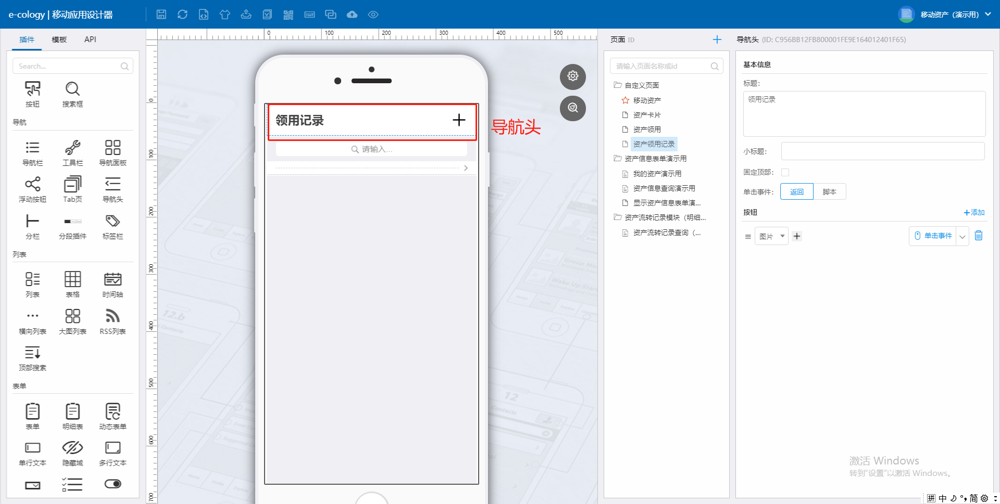 e-cology | 移动应用设计器
移动资产（演示用）
插件 模板 API
Search...
按钮 搜索框
导航
导航栏 工具栏 导航面板
浮动按钮 Tab页 导航头
分栏 分段插件 标签栏
列表
列表 表格 时间轴
横向列表 大图列表 RSS列表
顶部搜索
表单
表单 明细表 动态表单
单行文本 隐藏域 多行文本
0 100 200 300 400 500
0
100
200
300
400
500
600
700
领用记录
导航头
请输入...
页面 ID
请输入页面名称或id
自定义页面
移动资产
资产卡片
资产领用
资产领用记录
资产信息表单演示用
我的资产演示用
资产信息查询演示用
显示资产信息表单演...
资产流转记录模块（明细...
资产流转记录查询（...
导航头 (ID: C956BB12FB800001FE9E164012401F65)
基本信息
标题:
领用记录
小标题:
固定顶部:
单击事件: 返回 脚本
按钮 +添加
图片 单击事件
激活 Windows
转到"设置"以激活 Windows。
拼 中 简
12.b
Contacts
12
Contacts
Wake Up